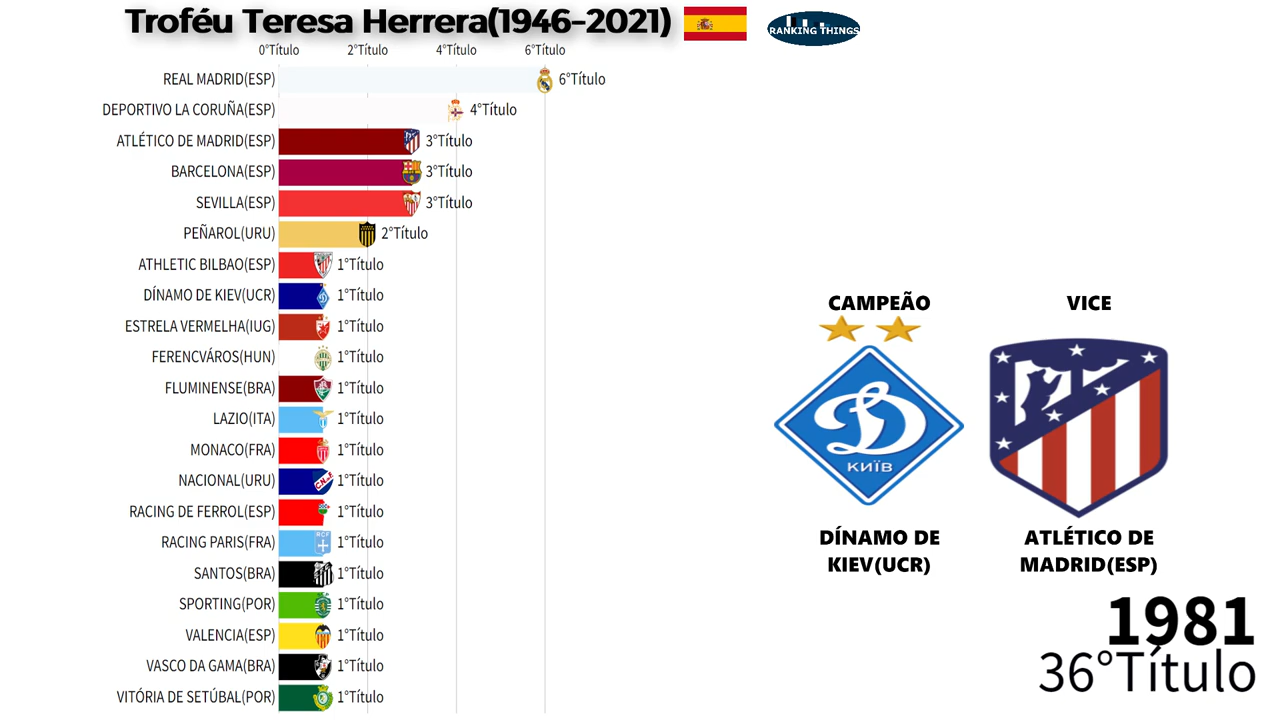 Troféu Teresa Herrera(1946–2021)
RANKING THINGS
0°Título 2°Título 4°Título 6°Título
REAL MADRID(ESP) 6°Título
DEPORTIVO LA CORUÑA(ESP) 4°Título
ATLÉTICO DE MADRID(ESP) 3°Título
BARCELONA(ESP) 3°Título
SEVILLA(ESP) 3°Título
PEÑAROL(URU) 2°Título
ATHLETIC BILBAO(ESP) 1°Título
DÍNAMO DE KIEV(UCR) 1°Título
ESTRELA VERMELHA(IUG) 1°Título
FERENCVÁROS(HUN) 1°Título
FLUMINENSE(BRA) 1°Título
LAZIO(ITA) 1°Título
MONACO(FRA) 1°Título
NACIONAL(URU) 1°Título
RACING DE FERROL(ESP) 1°Título
RACING PARIS(FRA) 1°Título
SANTOS(BRA) 1°Título
SPORTING(POR) 1°Título
VALENCIA(ESP) 1°Título
VASCO DA GAMA(BRA) 1°Título
VITÓRIA DE SETÚBAL(POR) 1°Título
CAMPEÃO
VICE
КИЇВ
DÍNAMO DE
KIEV(UCR)
ATLÉTICO DE
MADRID(ESP)
1981
36°Título